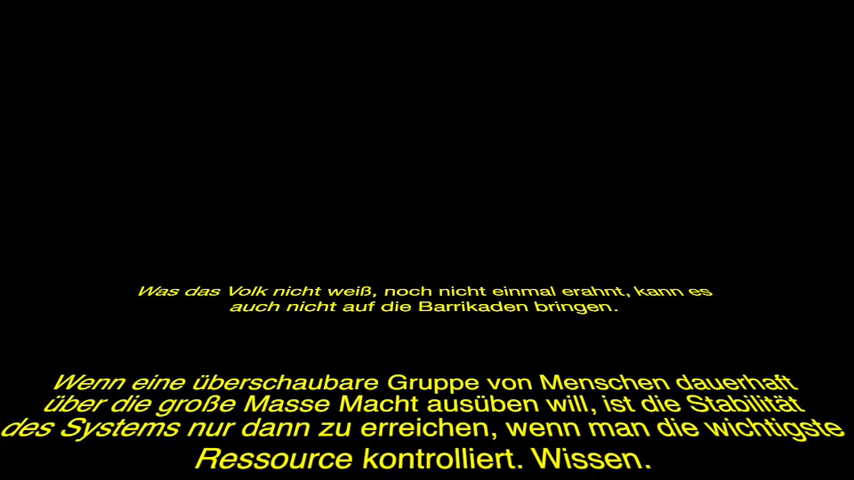 Was das Volk nicht weiß, noch nicht einmal erahnt, kann es
auch nicht auf die Barrikaden bringen.
Wenn eine überschaubare Gruppe von Menschen dauerhaft
über die große Masse Macht ausüben will, ist die Stabilität
des Systems nur dann zu erreichen, wenn man die wichtigste
Ressource kontrolliert. Wissen.